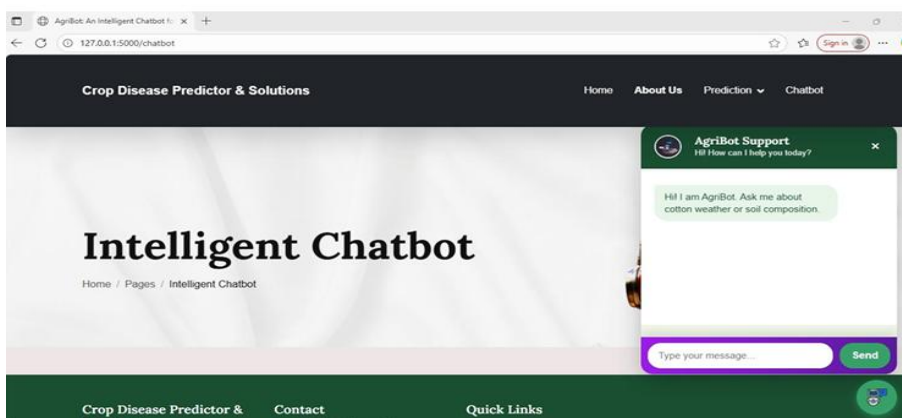 AgriBot: An Intelligent Chatbot fo
127.0.0.1:5000/chatbot
Sign in
Crop Disease Predictor & Solutions
Home About Us Prediction Chatbot
AgriBot Support
Hi! How can I help you today?
Hi! I am AgriBot. Ask me about
cotton weather or soil composition.
Intelligent Chatbot
Home / Pages / Intelligent Chatbot
Type your message...
Send
Crop Disease Predictor &
Contact
Quick Links